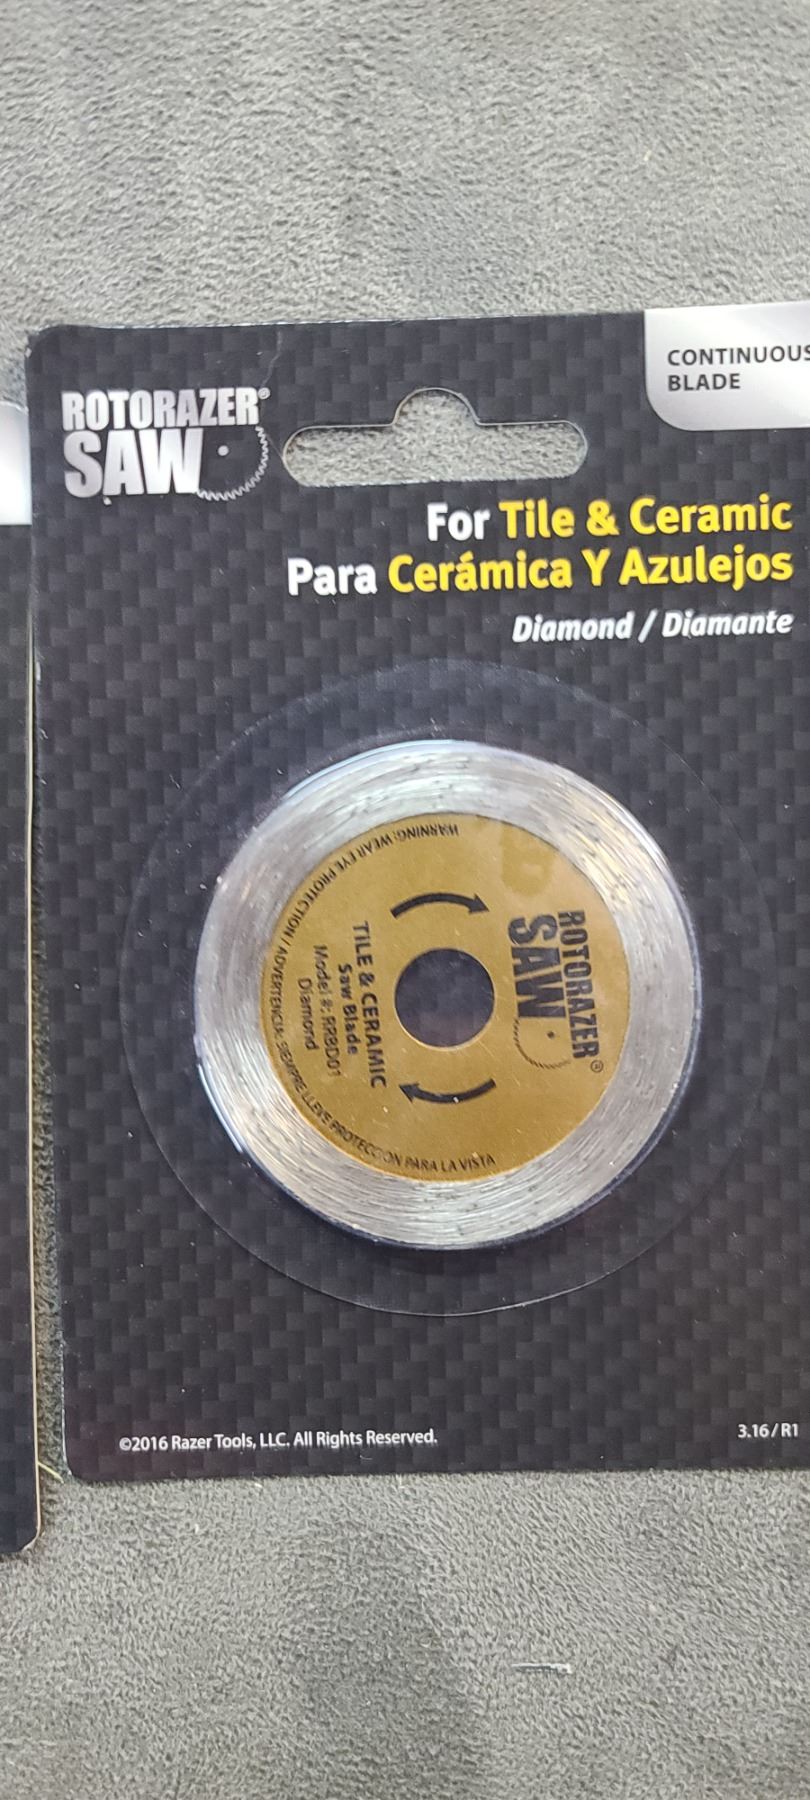 CONTINUOUS
BLADE
ROTORAZER®
SAW
For Tile & Ceramic
Para Cerámica Y Azulejos
Diamond / Diamante
ROTORAZER®
SAW
TILE & CERAMIC
Saw Blade
Model #: RRBD01
Diamond
WARNING: WEAR EYE PROTECTION / ADVERTENCIA: SIEMPRE LLEVE PROTECCION PARA LA VISTA
©2016 Razer Tools, LLC. All Rights Reserved.
3.16/R1